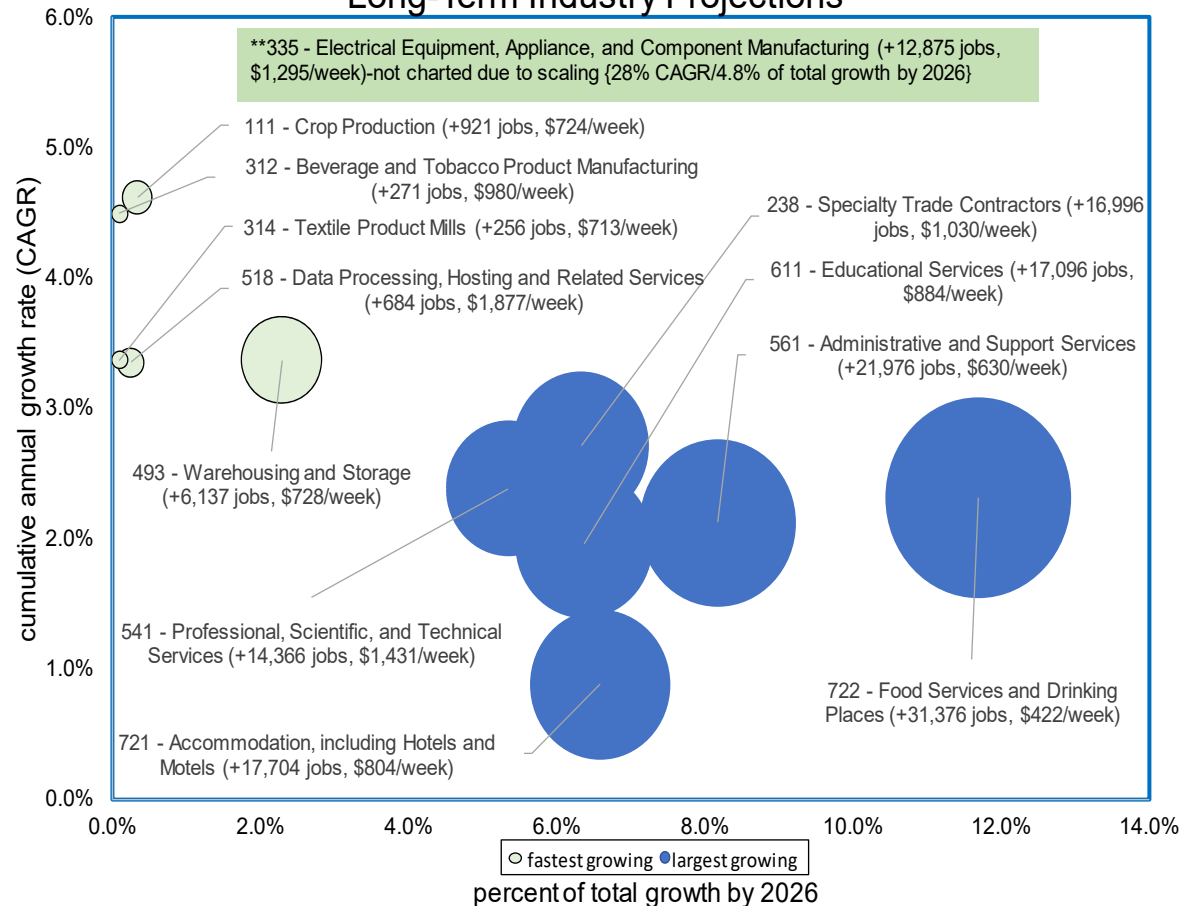 Long-Term Industry Projections
6.0%
5.0%
4.0%
3.0%
2.0%
1.0%
0.0%
cumulative annual growth rate (CAGR)
**335 - Electrical Equipment, Appliance, and Component Manufacturing (+12,875 jobs,
$1,295/week)-not charted due to scaling {28% CAGR/4.8% of total growth by 2026}
111 - Crop Production (+921 jobs, $724/week)
312 - Beverage and Tobacco Product Manufacturing
(+271 jobs, $980/week)
314 - Textile Product Mills (+256 jobs, $713/week)
518 - Data Processing, Hosting and Related Services
(+684 jobs, $1,877/week)
238 - Specialty Trade Contractors (+16,996
jobs, $1,030/week)
611 - Educational Services (+17,096 jobs,
$884/week)
561 - Administrative and Support Services
(+21,976 jobs, $630/week)
493 - Warehousing and Storage
(+6,137 jobs, $728/week)
541 - Professional, Scientific, and Technical
Services (+14,366 jobs, $1,431/week)
722 - Food Services and Drinking
Places (+31,376 jobs, $422/week)
721 - Accommodation, including Hotels and
Motels (+17,704 jobs, $804/week)
0.0% 2.0% 4.0% 6.0% 8.0% 10.0% 12.0% 14.0%
fastest growing largest growing
percent of total growth by 2026